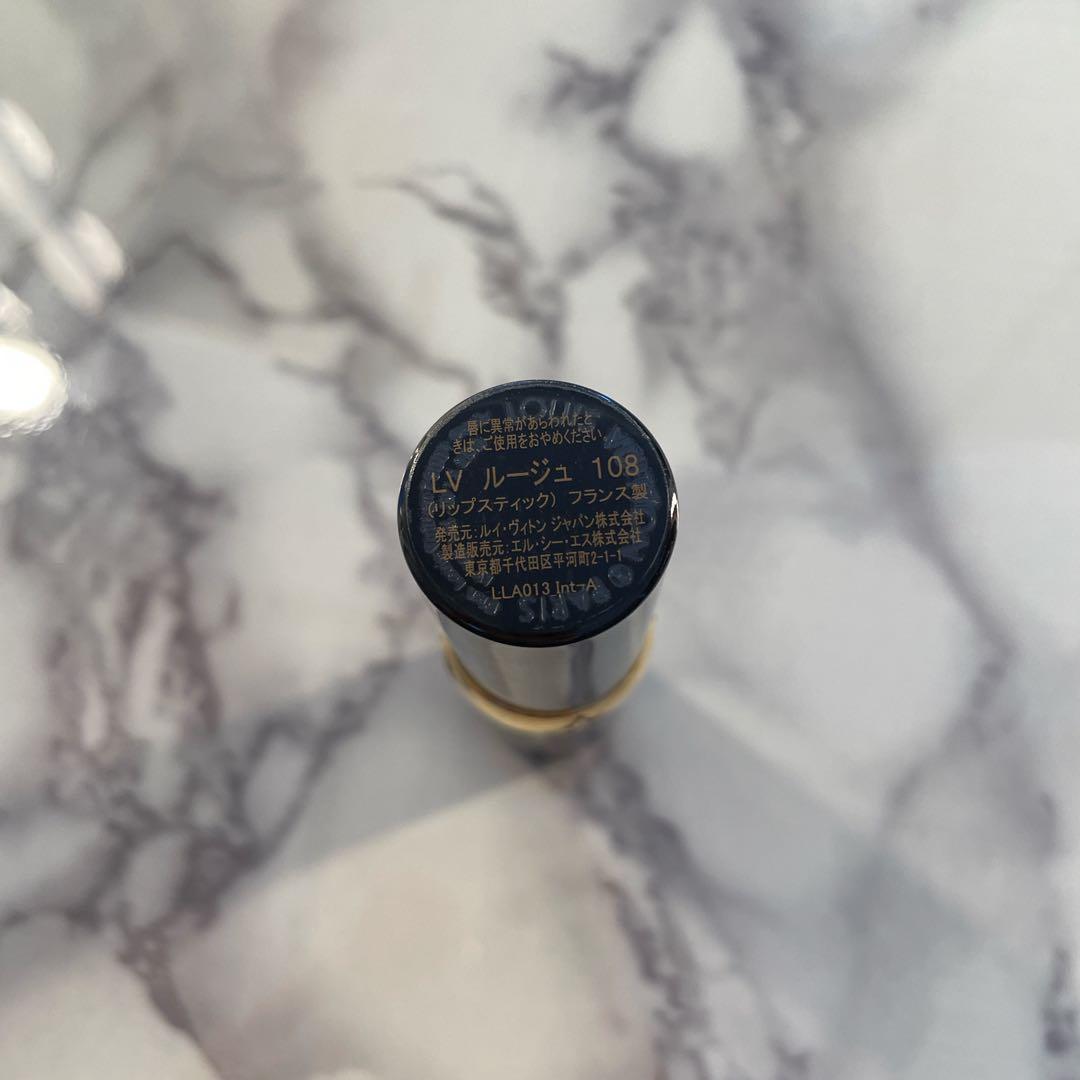 唇に異常があらわれたと
きは、ご使用をおやめください。
LV ルージュ 108
(リップスティック) フランス製
発売元:ルイ・ヴィトン ジャパン株式会社
製造販売元:エル・シー・エス株式会社
東京都千代田区平河町2-1-1
LLA013 Int-A